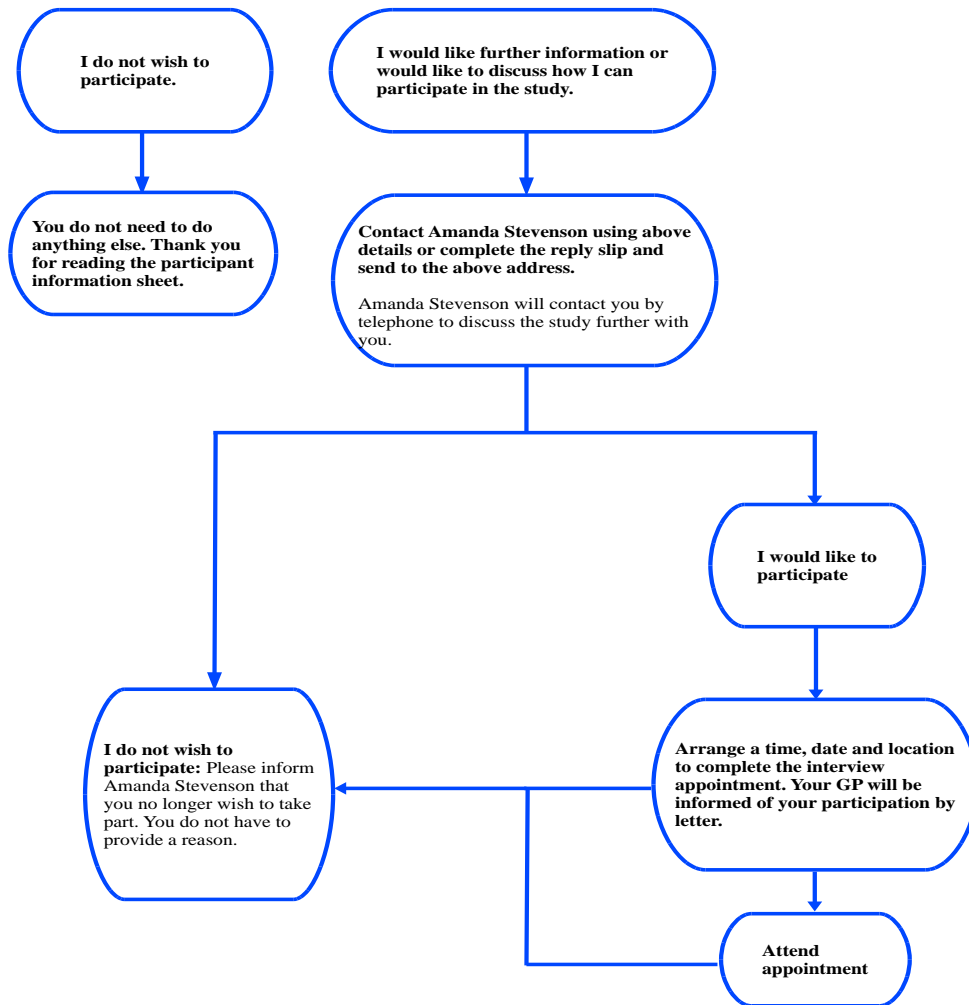 I do not wish to
participate.
I would like further information or
would like to discuss how I can
participate in the study.
You do not need to do
anything else. Thank you
for reading the participant
information sheet.
Contact Amanda Stevenson using above
details or complete the reply slip and
send to the above address.
Amanda Stevenson will contact you by
telephone to discuss the study further with
you.
I would like to
participate
I do not wish to
participate: Please inform
Amanda Stevenson that
you no longer wish to take
part. You do not have to
provide a reason.
Arrange a time, date and location
to complete the interview
appointment. Your GP will be
informed of your participation by
letter.
Attend
appointment